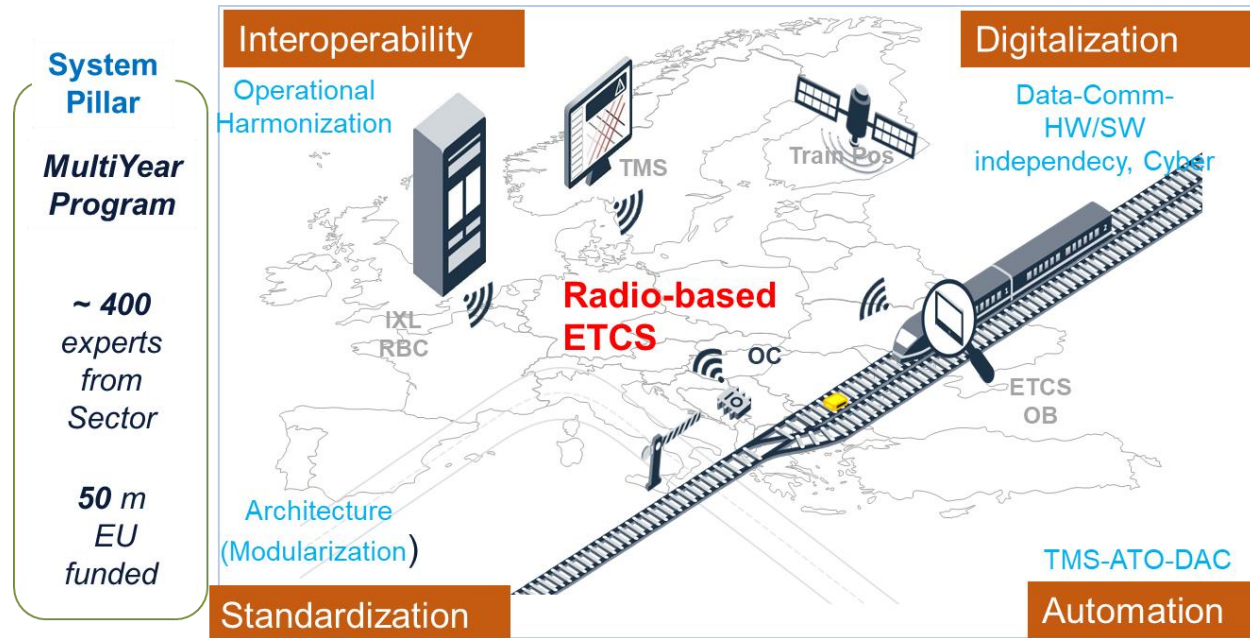 System
Pillar
MultiYear
Program
~ 400
experts
from
Sector
50 m
EU
funded
Interoperability
Operational
Harmonization
Digitalization
Data-Comm-
HW/SW
independecy, Cyber
TMS
Train Pos
IXL
RBC
Radio-based
ETCS
OC
IO
ETCS
OB
Architecture
(Modularization)
Standardization
TMS-ATO-DAC
Automation